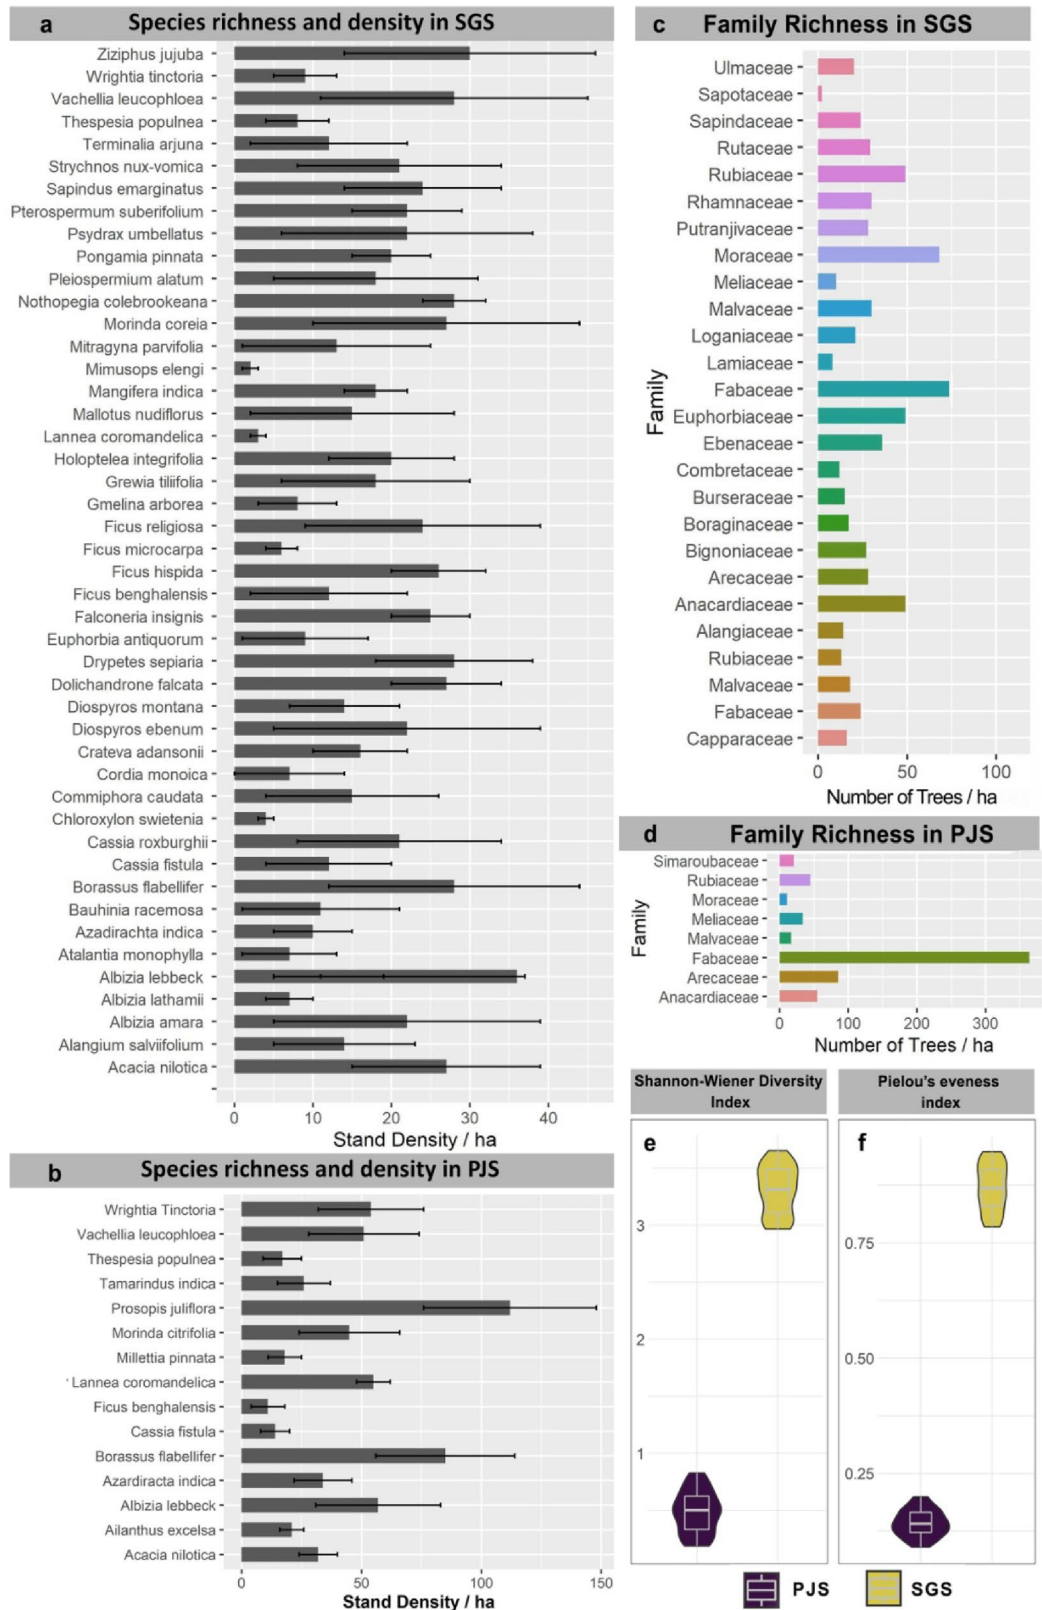 a Species richness and density in SGS
Ziziphus jujuba
Wrightia tinctoria
Vachellia leucophloea
Thespesia populnea
Terminalia arjuna
Strychnos nux-vomica
Sapindus emarginatus
Pterospermum suberifolium
Psydrax umbellatus
Pongamia pinnata
Pleiospermium alatum
Nothopegia colebrookeana
Morinda coreia
Mitragyna parvifolia
Mimusops elengi
Mangifera indica
Mallotus nudiflorus
Lannea coromandelica
Holoptelea integrifolia
Grewia tiliifolia
Gmelina arborea
Ficus religiosa
Ficus microcarpa
Ficus hispida
Ficus benghalensis
Falconeria insignis
Euphorbia antiquorum
Drypetes sepiaria
Dolichandrone falcata
Diospyros montana
Diospyros ebenum
Crateva adansonii
Cordia monoica
Commiphora caudata
Chloroxylon swietenia
Cassia roxburghii
Cassia fistula
Borassus flabellifer
Bauhinia racemosa
Azadirachta indica
Atalantia monophylla
Albizia lebbeck
Albizia lathamii
Albizia amara
Alangium salviifolium
Acacia nilotica
0 10 20 30 40
Stand Density / ha
b Species richness and density in PJS
Wrightia Tinctoria
Vachellia leucophloea
Thespesia populnea
Tamarindus indica
Prosopis juliflora
Morinda citrifolia
Millettia pinnata
Lannea coromandelica
Ficus benghalensis
Cassia fistula
Borassus flabellifer
Azardiracta indica
Albizia lebbeck
Ailanthus excelsa
Acacia nilotica
0 50 100 150
Stand Density / ha
c Family Richness in SGS
Family
Ulmaceae
Sapotaceae
Sapindaceae
Rutaceae
Rubiaceae
Rhamnaceae
Putranjivaceae
Moraceae
Meliaceae
Malvaceae
Loganiaceae
Lamiaceae
Fabaceae
Euphorbiaceae
Ebenaceae
Combretaceae
Burseraceae
Boraginaceae
Bignoniaceae
Arecaceae
Anacardiaceae
Alangiaceae
Rubiaceae
Malvaceae
Fabaceae
Capparaceae
0 50 100
Number of Trees / ha
d Family Richness in PJS
Family
Simaroubaceae
Rubiaceae
Moraceae
Meliaceae
Malvaceae
Fabaceae
Arecaceae
Anacardiaceae
0 100 200 300
Number of Trees / ha
Shannon-Wiener Diversity
Index
e
3
2
1
Pielou's eveness
index
f
0.75
0.50
0.25
PJS SGS